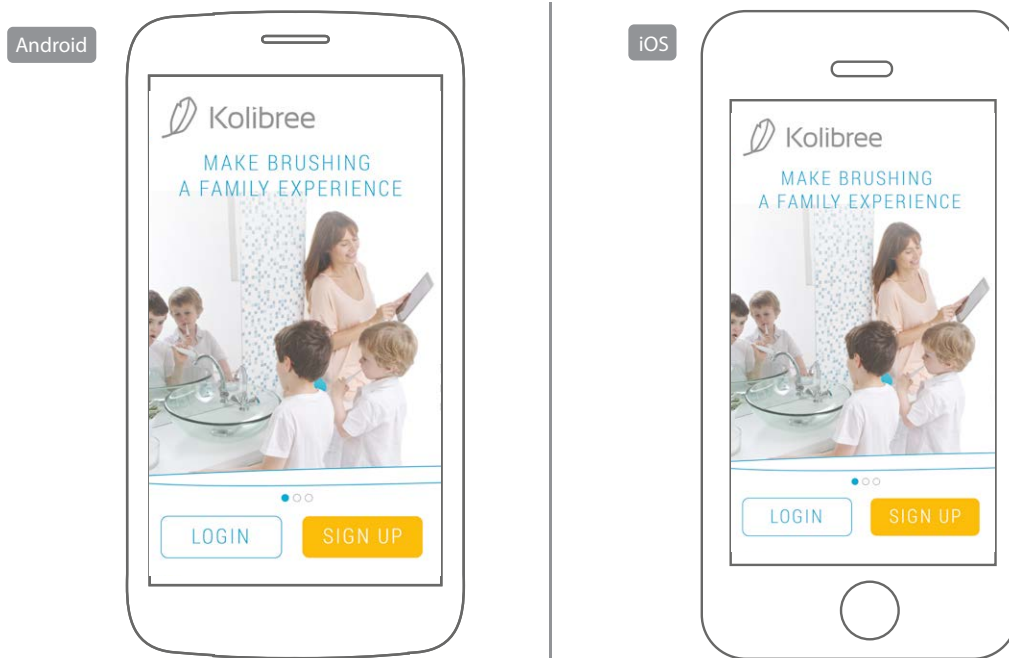 Android
Kolibree
MAKE BRUSHING
A FAMILY EXPERIENCE
LOGIN
SIGN UP
iOS
Kolibree
MAKE BRUSHING
A FAMILY EXPERIENCE
LOGIN
SIGN UP